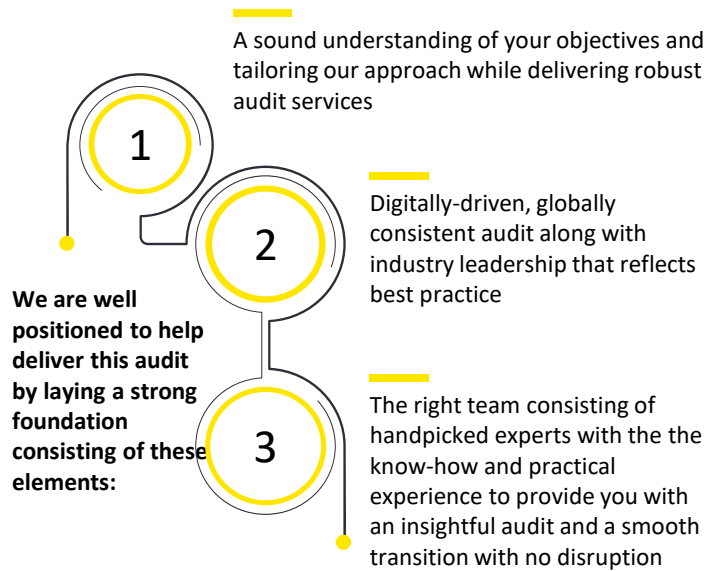 A sound understanding of your objectives and
tailoring our approach while delivering robust
audit services
1
2
Digitally-driven, globally
consistent audit along with
industry leadership that reflects
best practice
We are well
positioned to help
deliver this audit
by laying a strong
foundation
consisting of these
elements:
3
The right team consisting of
handpicked experts with the the
know-how and practical
experience to provide you with
an insightful audit and a smooth
transition with no disruption